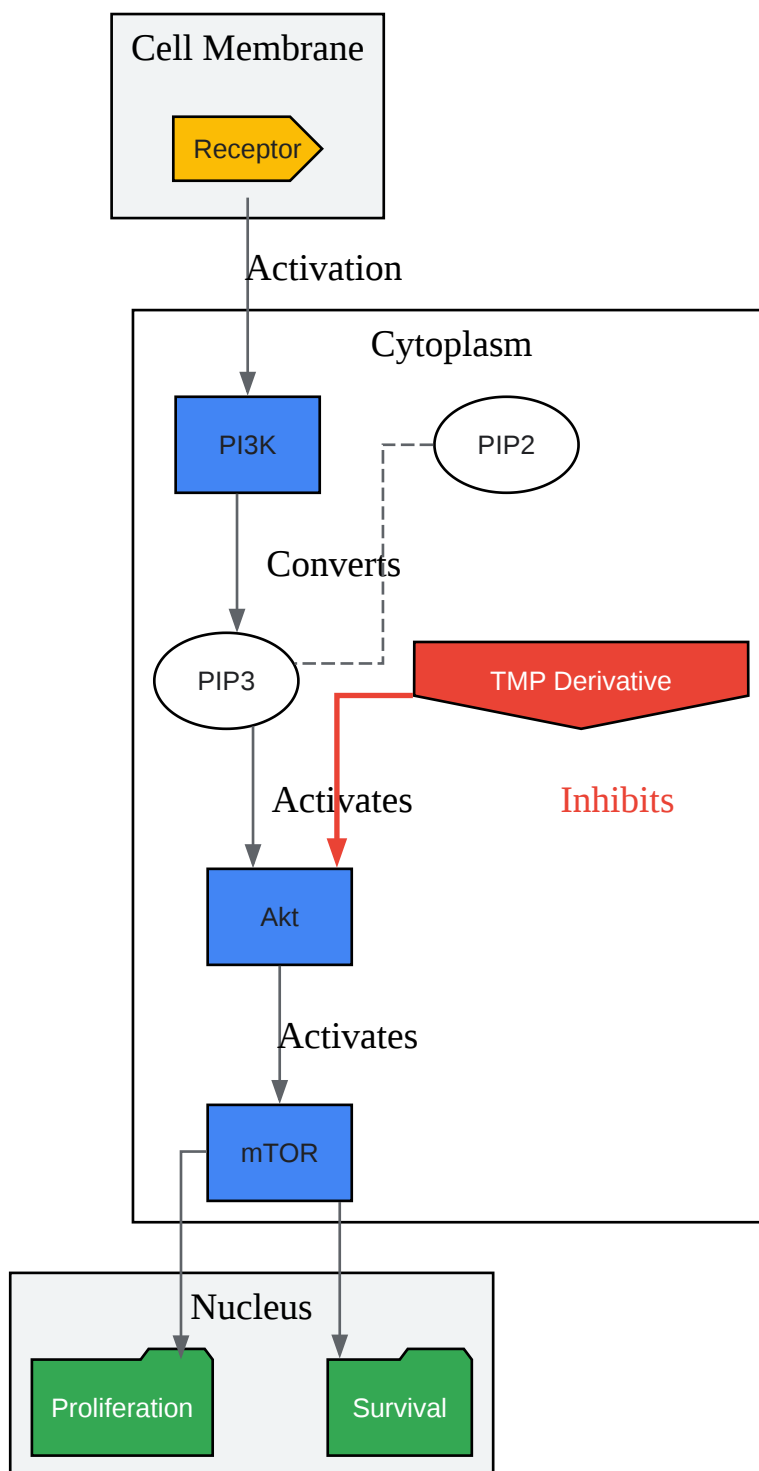 Cell Membrane
Receptor
Activation
Cytoplasm
PI3K
PIP2
Converts
PIP3
TMP Derivative
Activates
Inhibits
Akt
Activates
mTOR
Nucleus
Proliferation
Survival